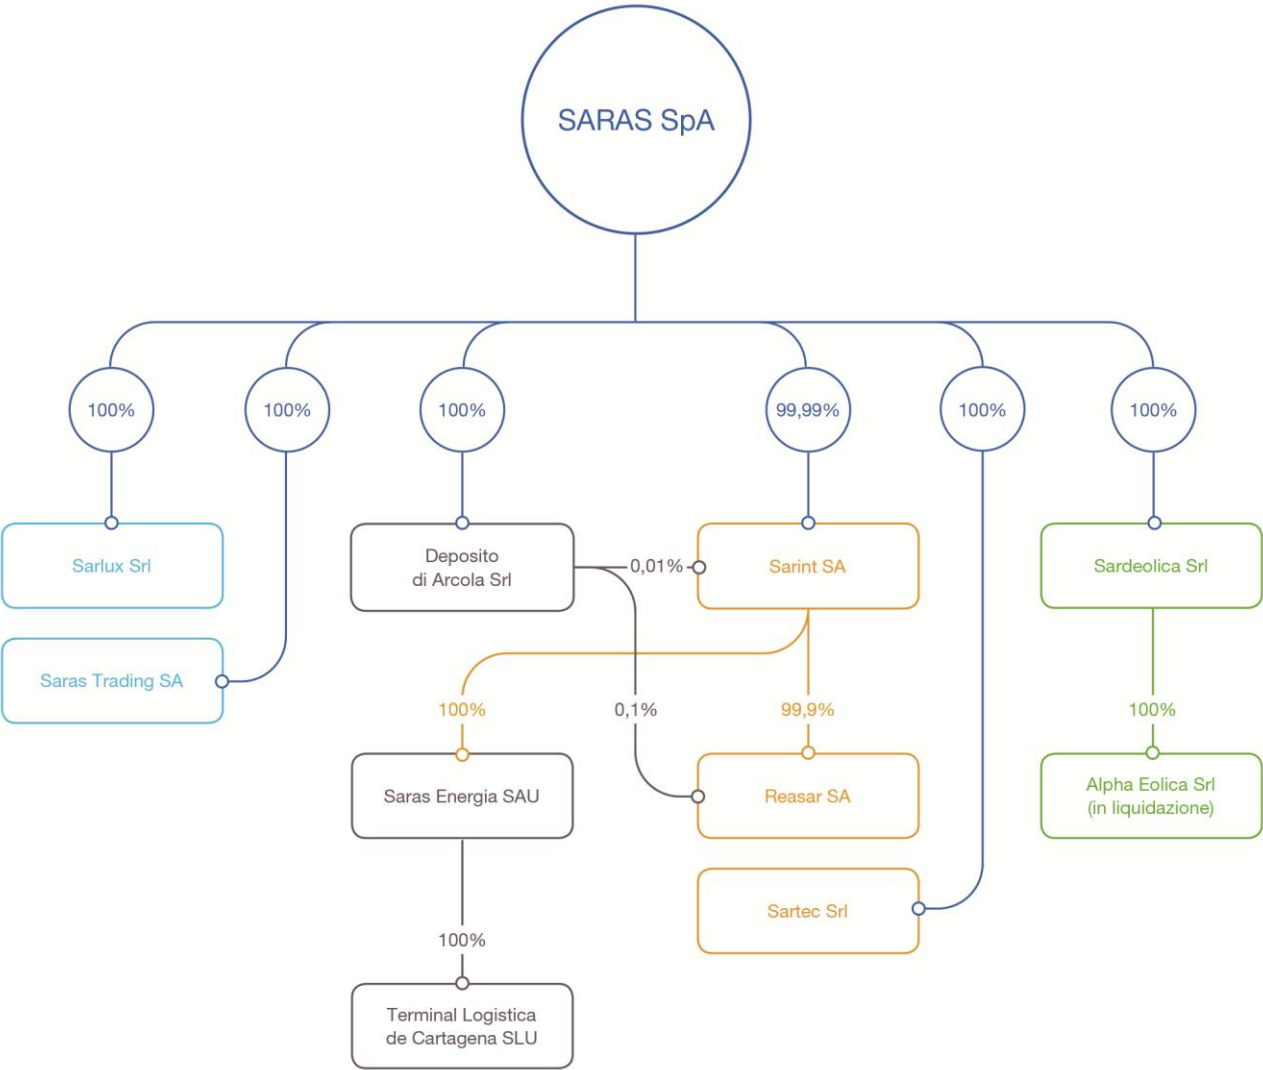 SARAS SpA
100%
100%
100%
99,99%
100%
100%
Sarlux Srl
Deposito
di Arcola Srl
0,01%
Sarint SA
Sardeolica Srl
Saras Trading SA
100%
0,1%
99,9%
100%
Saras Energia SAU
Reasar SA
Alpha Eolica Srl
(in liquidazione)
Sartec Srl
100%
Terminal Logistica
de Cartagena SLU